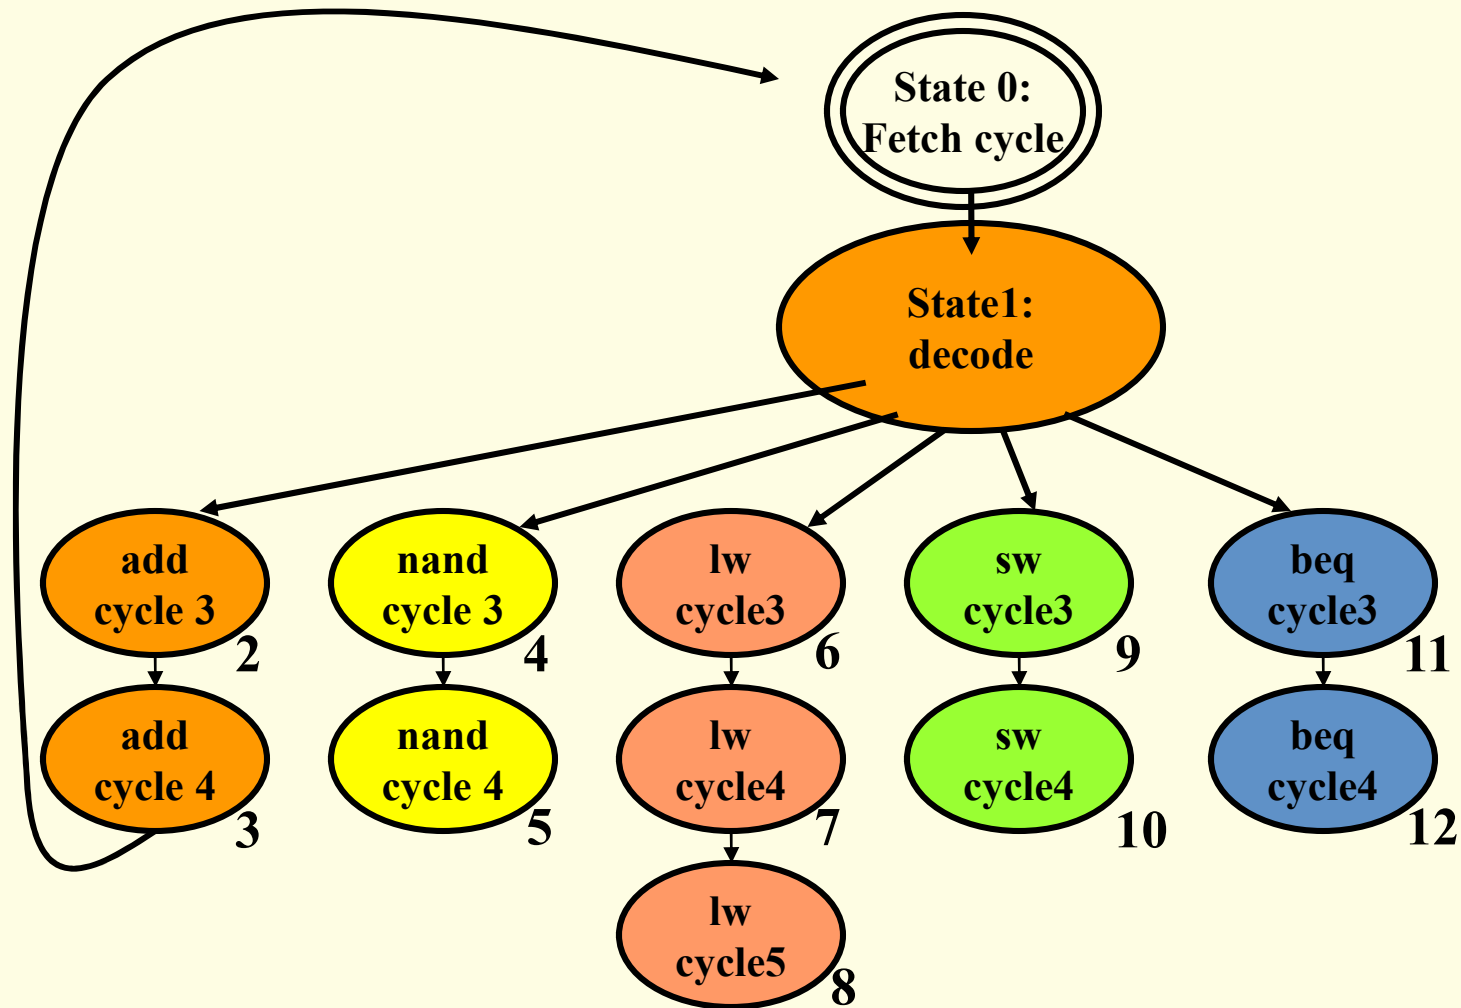 State 0:
Fetch cycle
State1:
decode
add
cycle 3
2
nand
cycle 3
4
lw
cycle3
6
sw
cycle3
9
beq
cycle3
11
add
cycle 4
3
nand
cycle 4
5
lw
cycle4
7
sw
cycle4
10
beq
cycle4
12
lw
cycle5
8